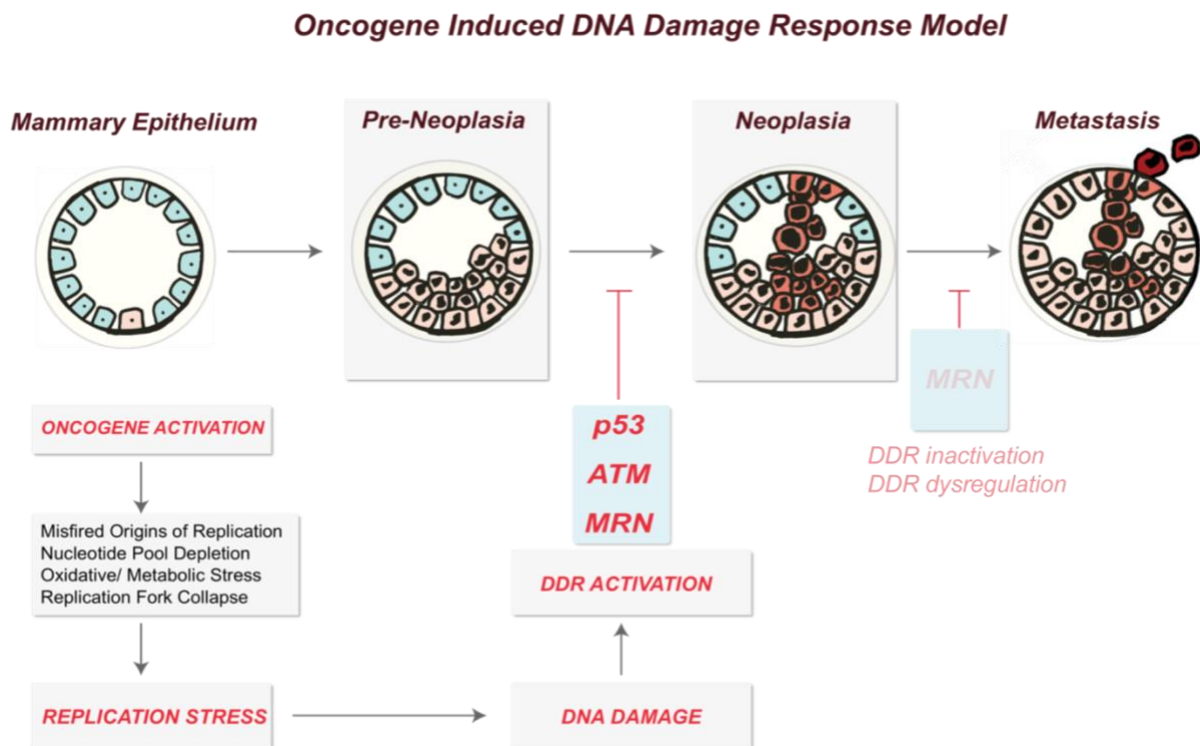 Oncogene Induced DNA Damage Response Model
Mammary Epithelium
Pre-Neoplasia
Neoplasia
Metastasis
ONCOGENE ACTIVATION
Misfired Origins of Replication
Nucleotide Pool Depletion
Oxidative/ Metabolic Stress
Replication Fork Collapse
REPLICATION STRESS
DNA DAMAGE
DDR ACTIVATION
p53
ATM
MRN
MRN
DDR inactivation
DDR dysregulation